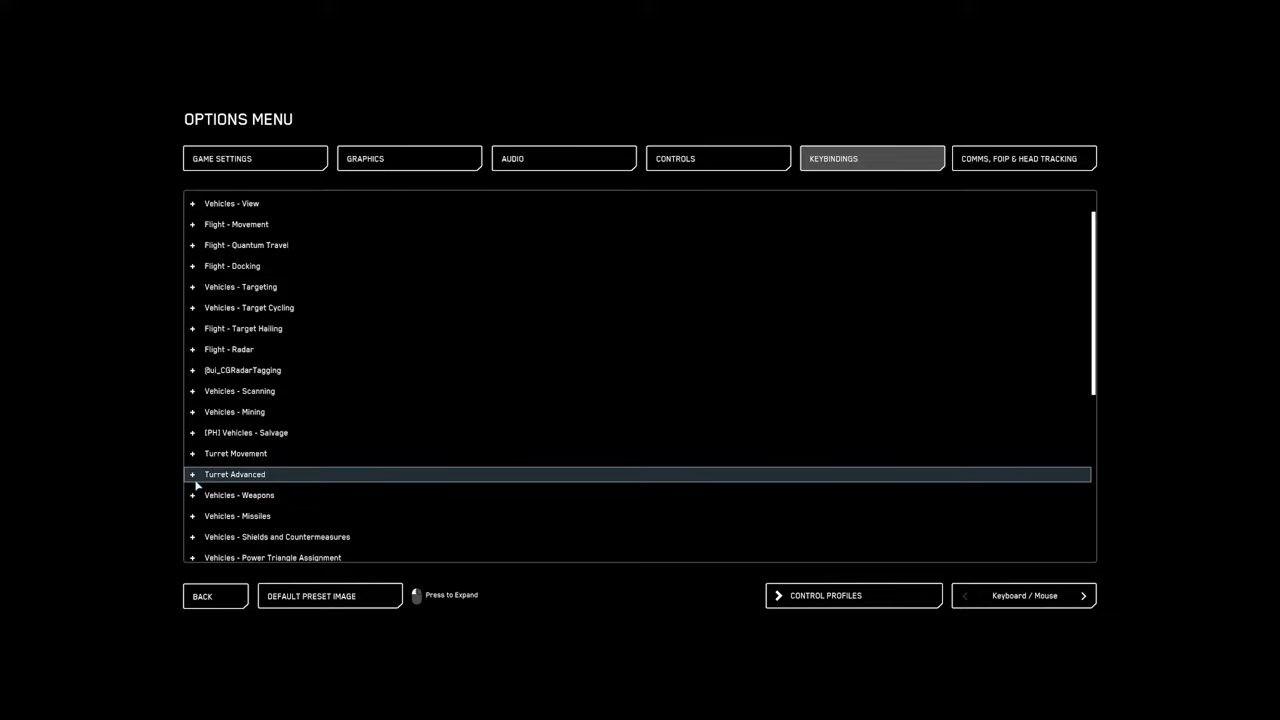 OPTIONS MENU
GAME SETTINGS
GRAPHICS
AUDIO
CONTROLS
KEYBINDINGS
COMMS, FOIP & HEAD TRACKING
+ Vehicles - View
+ Flight - Movement
+ Flight - Quantum Travel
+ Flight - Docking
+ Vehicles - Targeting
+ Vehicles - Target Cycling
+ Flight - Target Hailing
+ Flight - Radar
+ @ui_CGRadarTagging
+ Vehicles - Scanning
+ Vehicles - Mining
+ [PH] Vehicles - Salvage
+ Turret Movement
+ Turret Advanced
+ Vehicles - Weapons
+ Vehicles - Missiles
+ Vehicles - Shields and Countermeasures
+ Vehicles - Power Triangle Assignment
BACK
DEFAULT PRESET IMAGE
Press to Expand
CONTROL PROFILES
Keyboard / Mouse